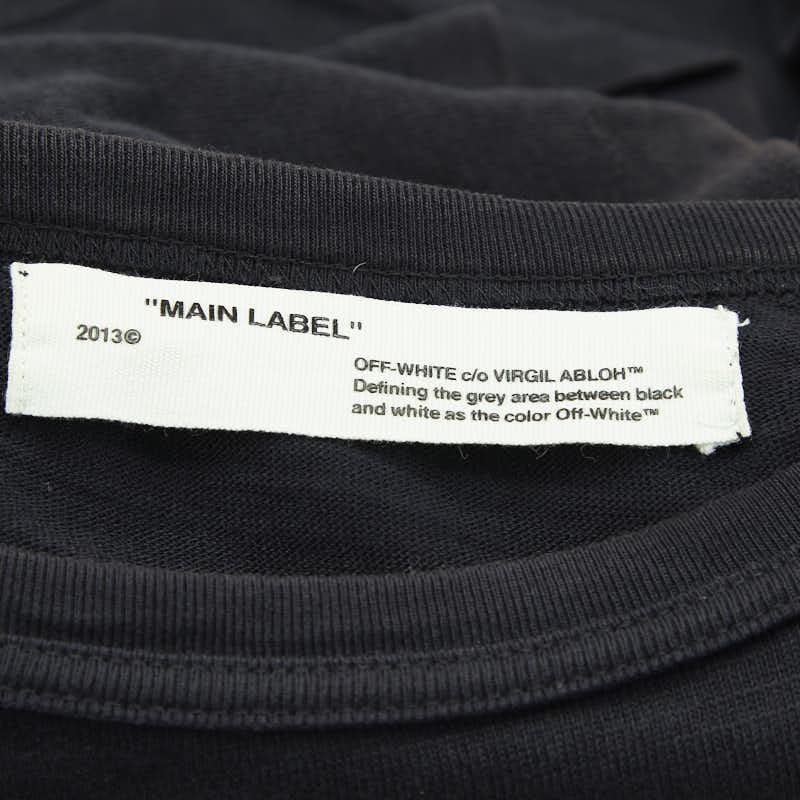 "MAIN LABEL"
2013©
OFF-WHITE c/o VIRGIL ABLOH™
Defining the grey area between black
and white as the color Off-White™